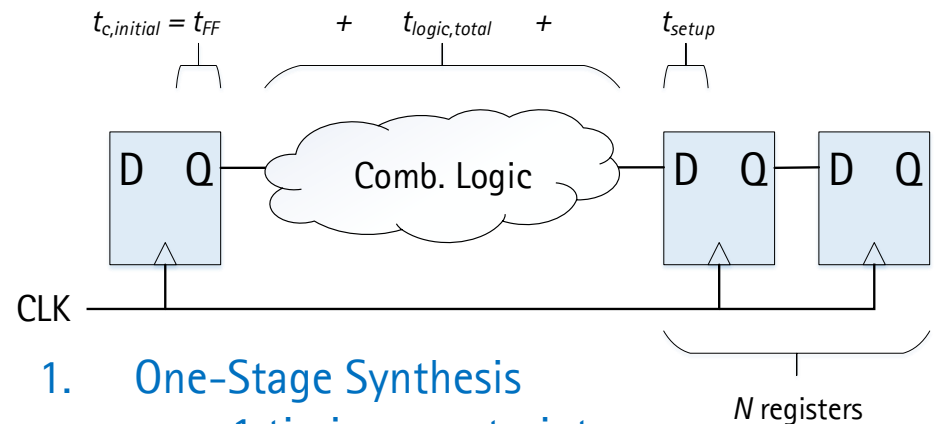 t_c,initial = t_FF + t_logic,total + t_setup
D Q Comb. Logic D Q D Q
CLK
1. One-Stage Synthesis
N registers